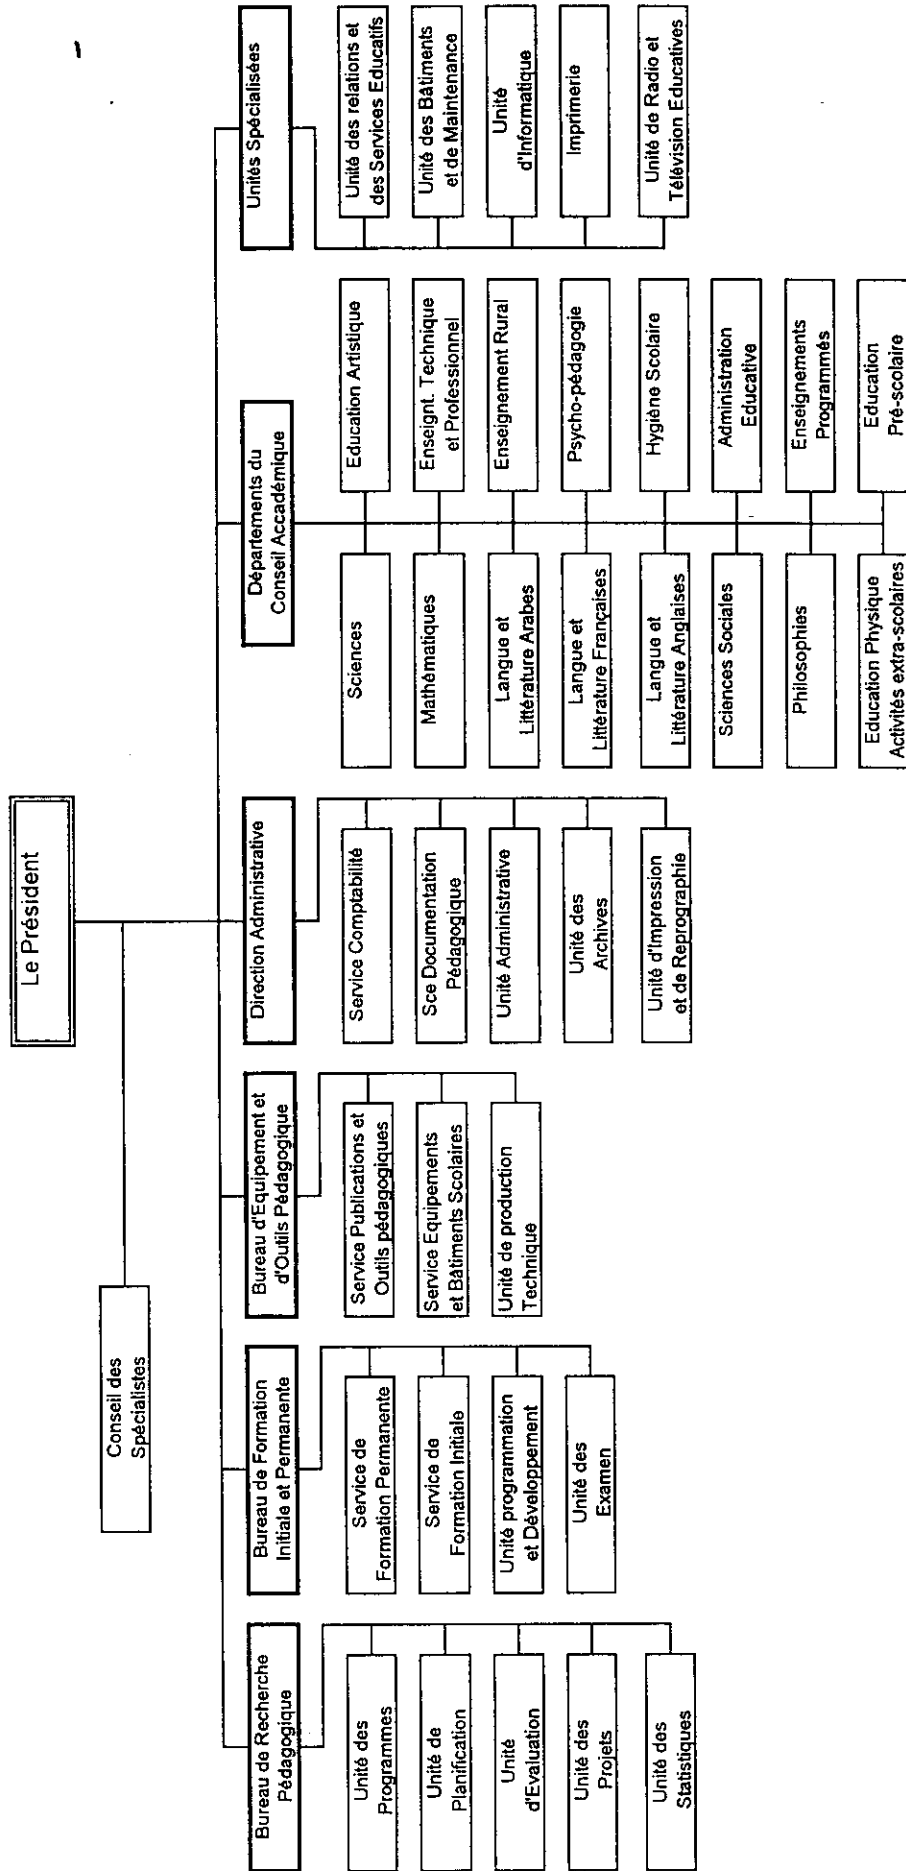 Le Président
Conseil des
Spécialistes
Bureau de Recherche
Pédagogique
Unité des
Programmes
Unité de
Planification
Unité
d'Evaluation
Unité des
Projets
Unité des
Statistiques
Bureau de Formation
Initiale et Permanente
Service de
Formation Permanente
Service de
Formation Initiale
Unité programmation
et Développement
Unité des
Examen
Bureau d'Equipement et
d'Outils Pédagogique
Service Publications et
Outils pédagogiques
Service Equipements
et Bâtiments Scolaires
Unité de production
Technique
Direction Administrative
Service Comptabilité
Sce Documentation
Pédagogique
Unité Administrative
Unité des
Archives
Unité d'Impression
et de Reprographie
Départements du
Conseil Accadémique
Sciences
Mathématiques
Langue et
Littérature Arabes
Langue et
Littérature Françaises
Langue et
Littérature Anglaises
Sciences Sociales
Philosophies
Education Physique
Activités extra-scolaires
Education Artistique
Enseignt. Technique
et Professionnel
Enseignement Rural
Psycho-pédagogie
Hygiène Scolaire
Administration
Educative
Enseignements
Programmés
Education
Pré-scolaire
Unités Spécialisées
Unité des relations et
des Services Educatifs
Unité des Bâtiments
et de Maintenance
Unité
d'Informatique
Imprimerie
Unité de Radio et
Télévision Educatives